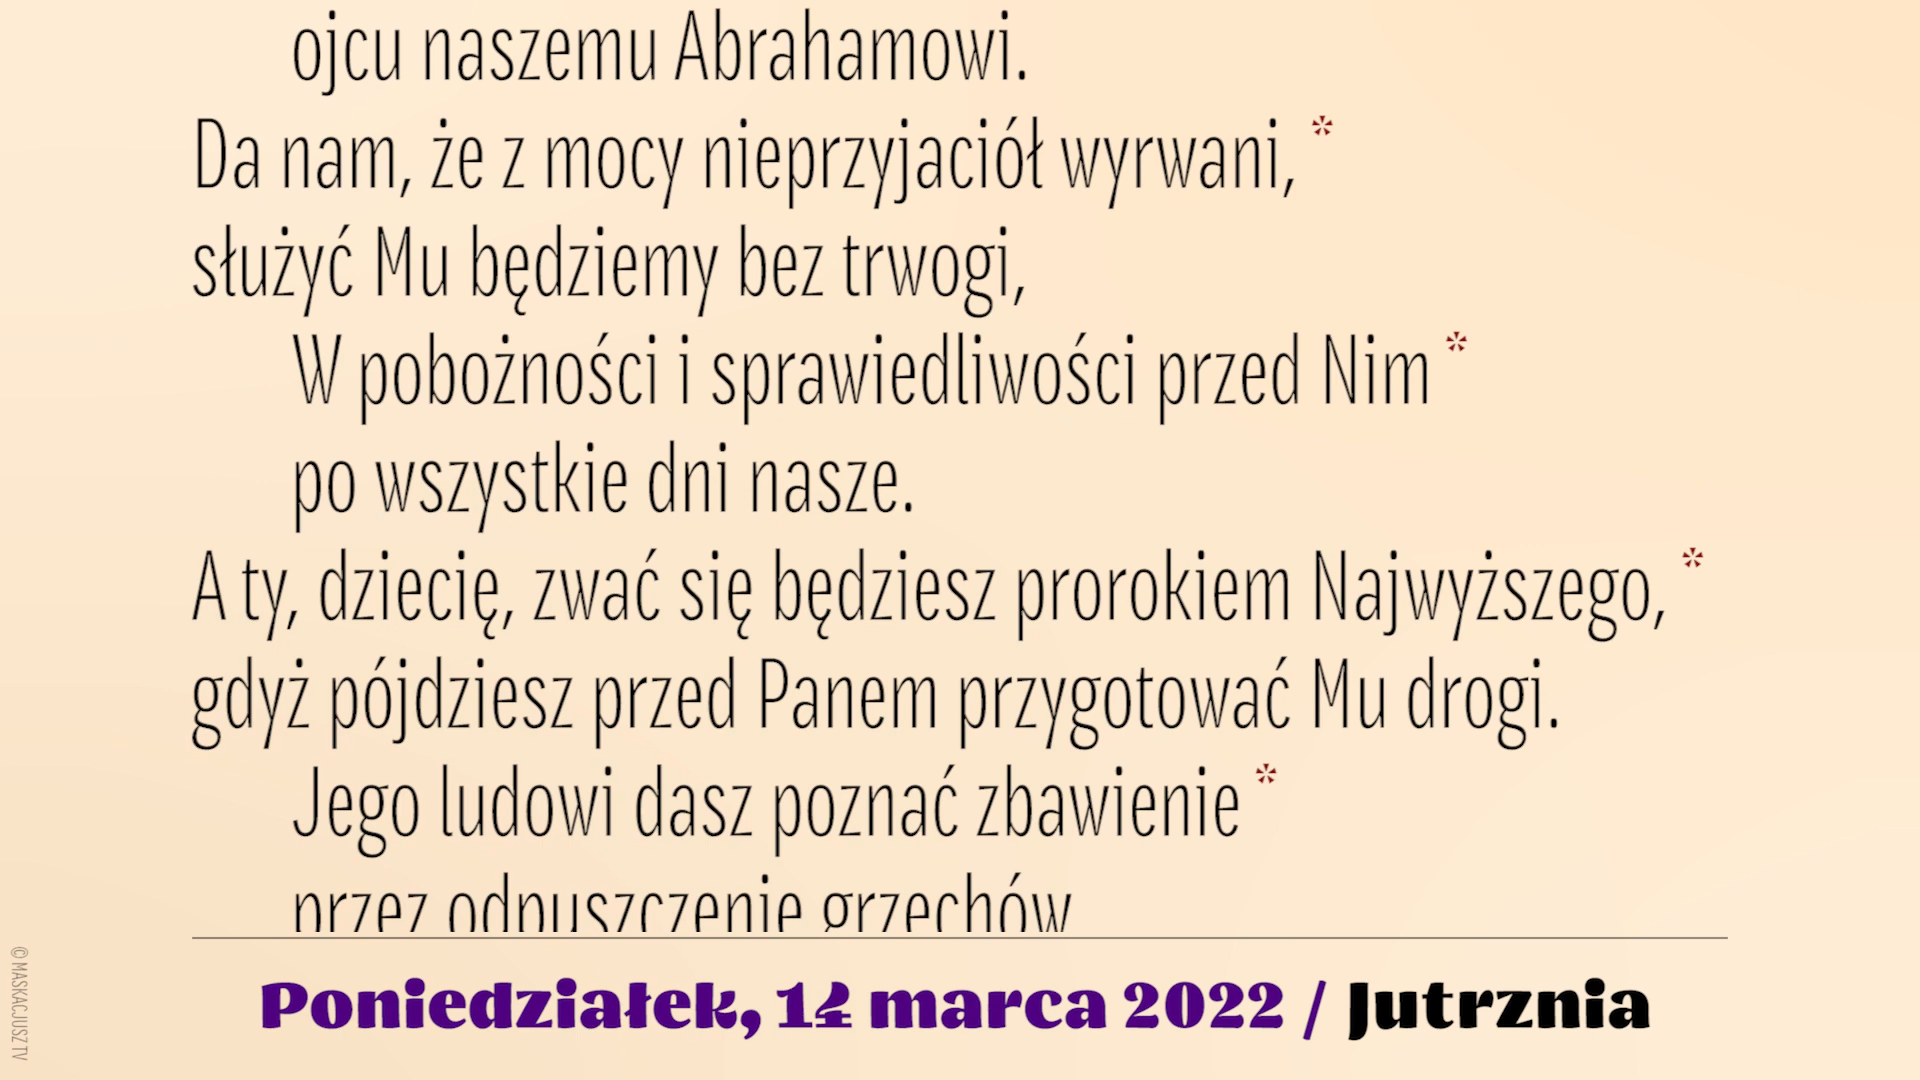 ojcu naszemu Abrahamowi.
Da nam, że z mocy nieprzyjaciół wyrwani, *
służyć Mu będziemy bez trwogi,
W pobożności i sprawiedliwości przed Nim *
po wszystkie dni nasze.
A ty, dziecię, zwać się będziesz prorokiem Najwyższego, *
gdyż pójdziesz przed Panem przygotować Mu drogi.
Jego ludowi dasz poznać zbawienie *
przez odpuszczenie grzechów
Poniedziałek, 14 marca 2022 / Jutrznia
© MASKACJUSZ TV